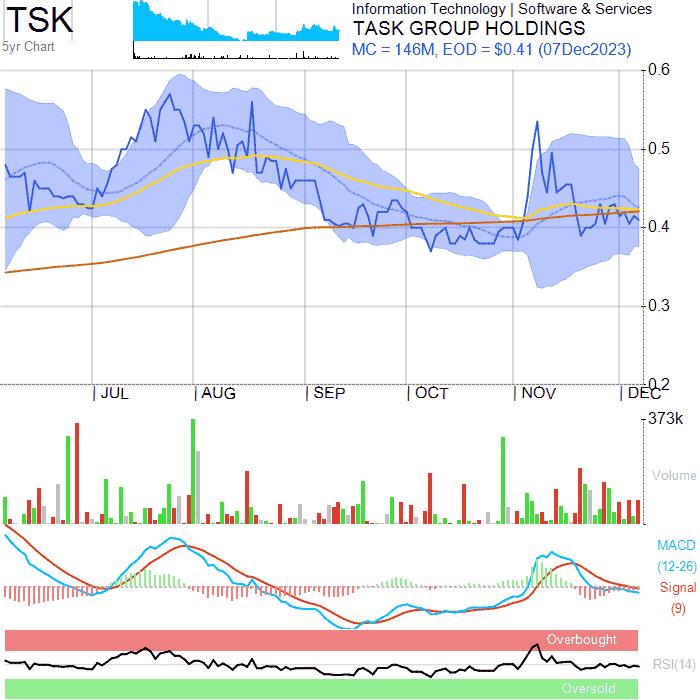 TSK
5yr Chart
Information Technology | Software & Services
TASK GROUP HOLDINGS
MC = 146M, EOD = $0.41 (07Dec2023)
0.6
0.5
0.4
0.3
0.2
JUL AUG SEP OCT NOV DEC
373k
Volume
MACD
(12-26)
Signal
(9)
Overbought
RSI(14)
Oversold